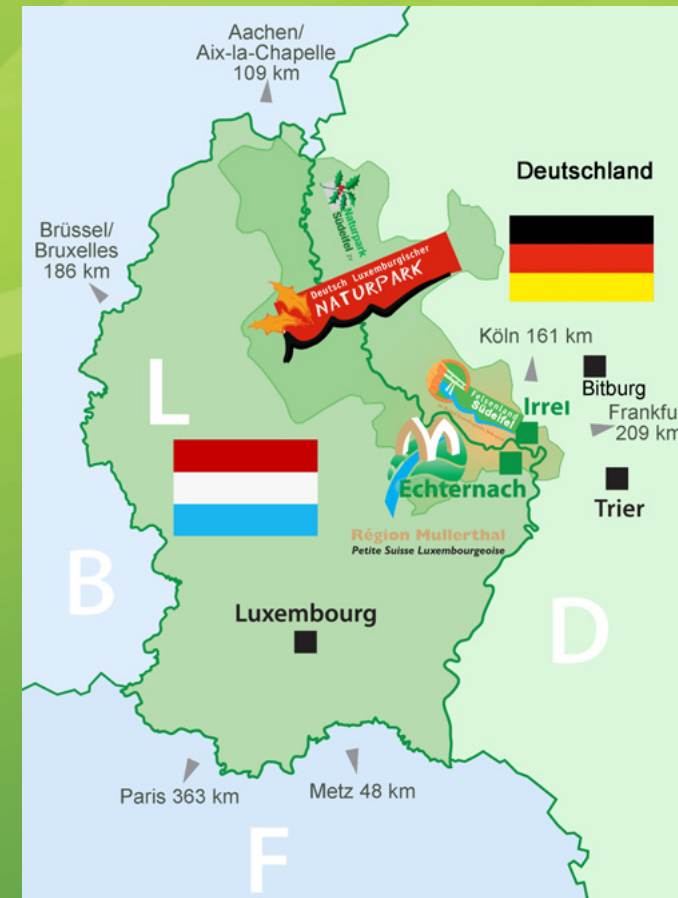 Aachen/
Aix-la-Chapelle
109 km
Deutschland
Naturpark
Südeifel
Brüssel/
Bruxelles
186 km
Deutsch Luxemburgischer
NATURPARK
Köln 161 km
Bitburg
L
Felsenland
Südeifel
Irrel
Frankfu
209 km
Echternach
Trier
Région Mullerthal
Petite Suisse Luxembourgeoise
B
Luxembourg
D
Paris 363 km
Metz 48 km
F